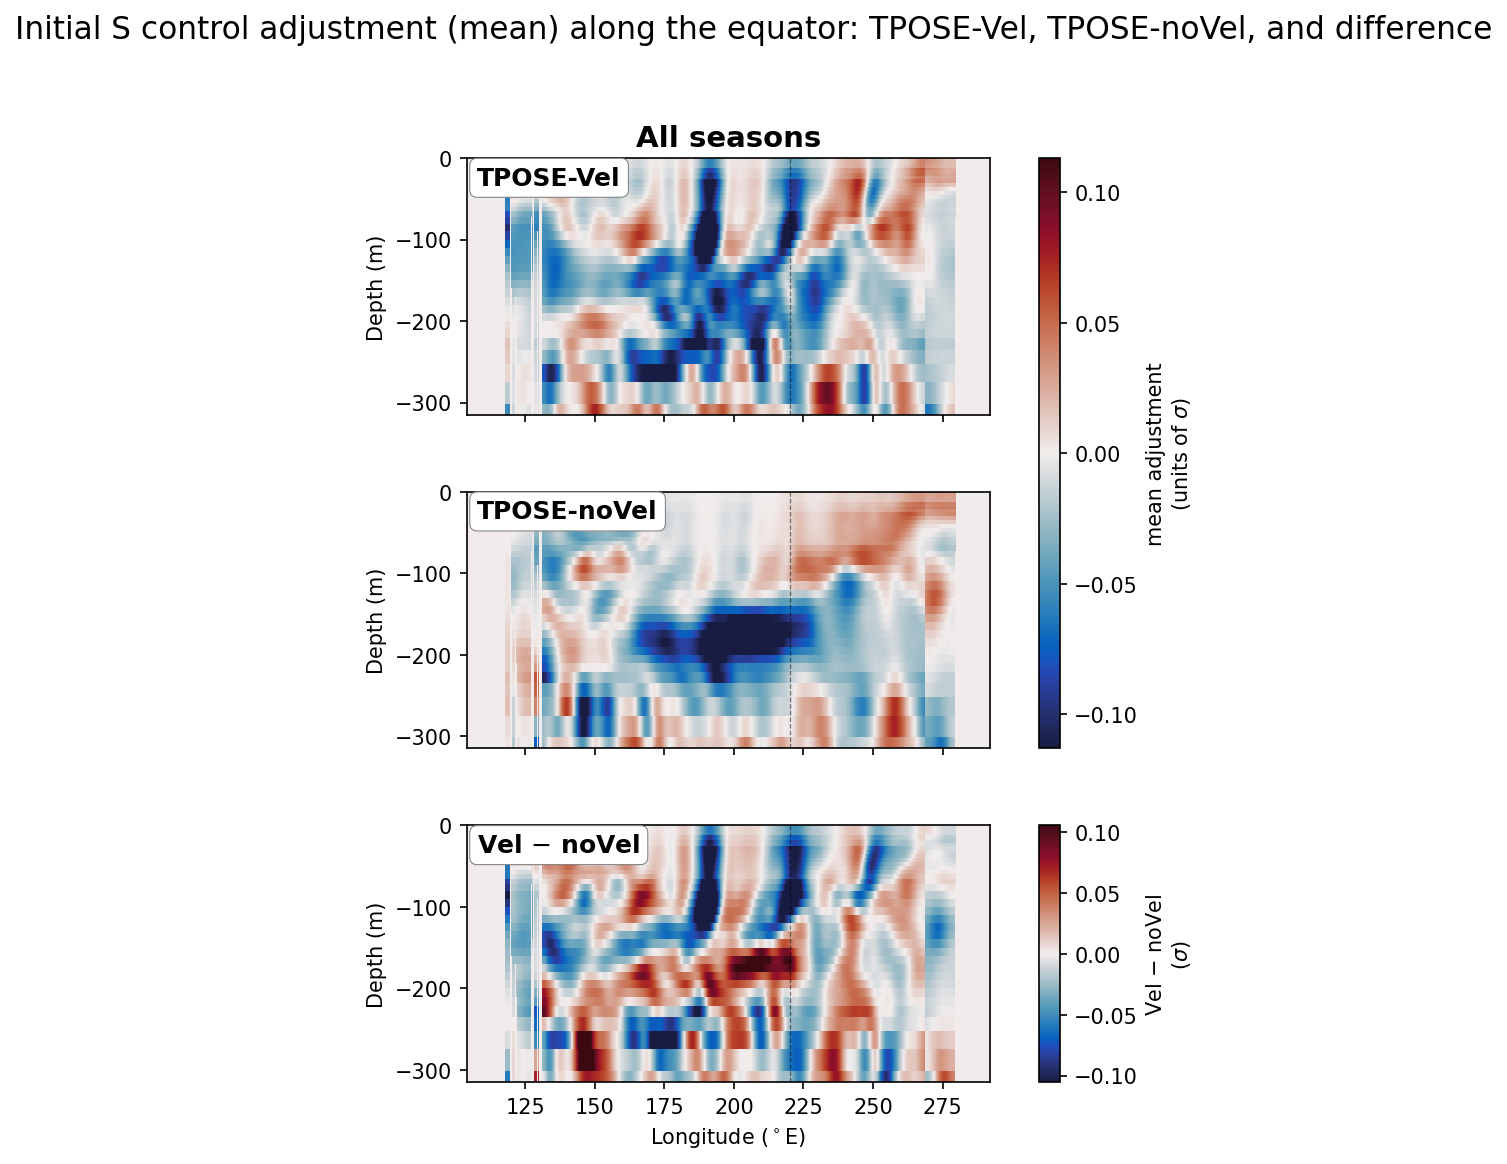 Initial S control adjustment (mean) along the equator: TPOSE-Vel, TPOSE-noVel, and difference
All seasons
TPOSE-Vel
0
−100
−200
−300
Depth (m)
TPOSE-noVel
0
−100
−200
−300
Depth (m)
0.10
0.05
0.00
−0.05
−0.10
mean adjustment
(units of σ)
Vel − noVel
0
−100
−200
−300
Depth (m)
125 150 175 200 225 250 275
Longitude (°E)
0.10
0.05
0.00
−0.05
−0.10
Vel − noVel
(σ)